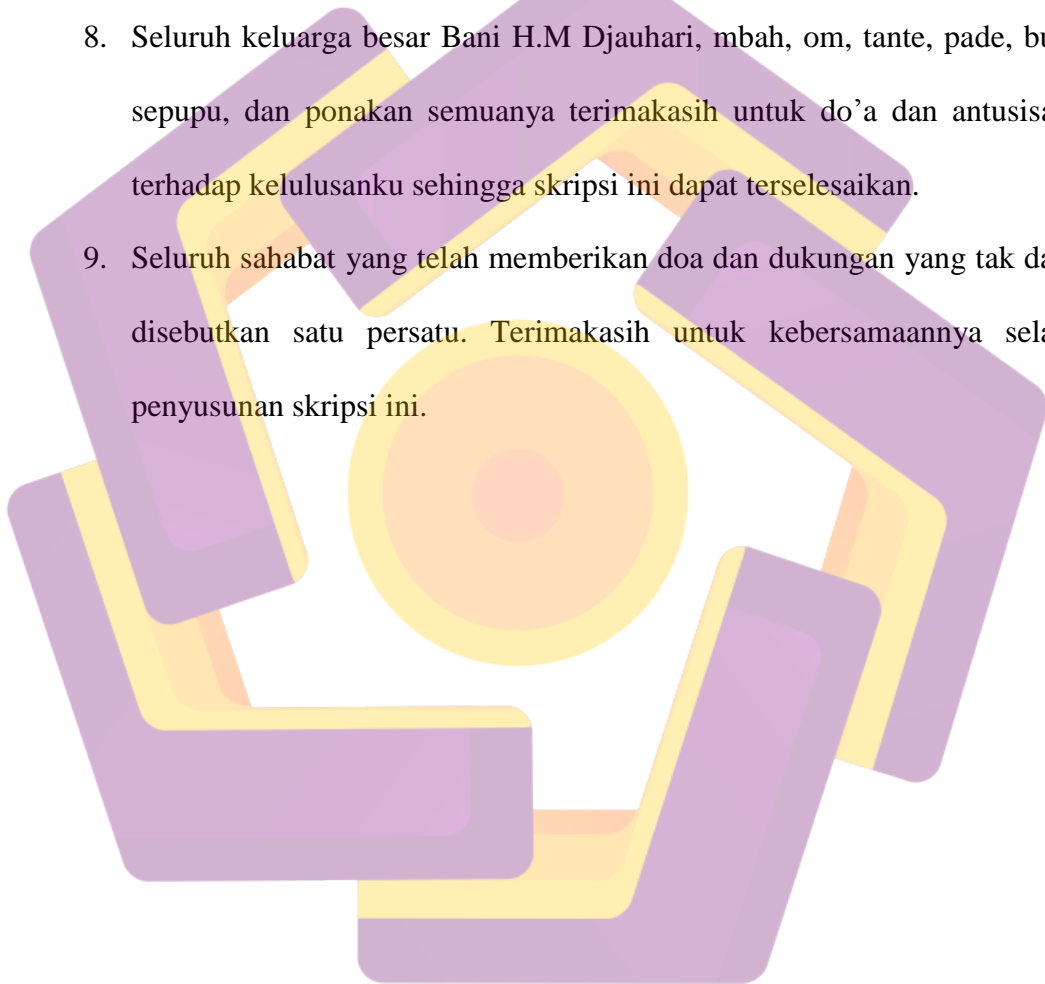 8. Seluruh keluarga besar Bani H.M Djauhari, mbah, om, tante, pade,
sepupu, dan ponakan semuanya terimakasih untuk do’a dan
terhadap kelulusanku sehingga skripsi ini dapat terselesaikan.
9. Seluruh sahabat yang telah memberikan doa dan dukungan yang tak
disebutkan satu persatu. Terimakasih untuk kebersamaannya
penyusunan skripsi ini.